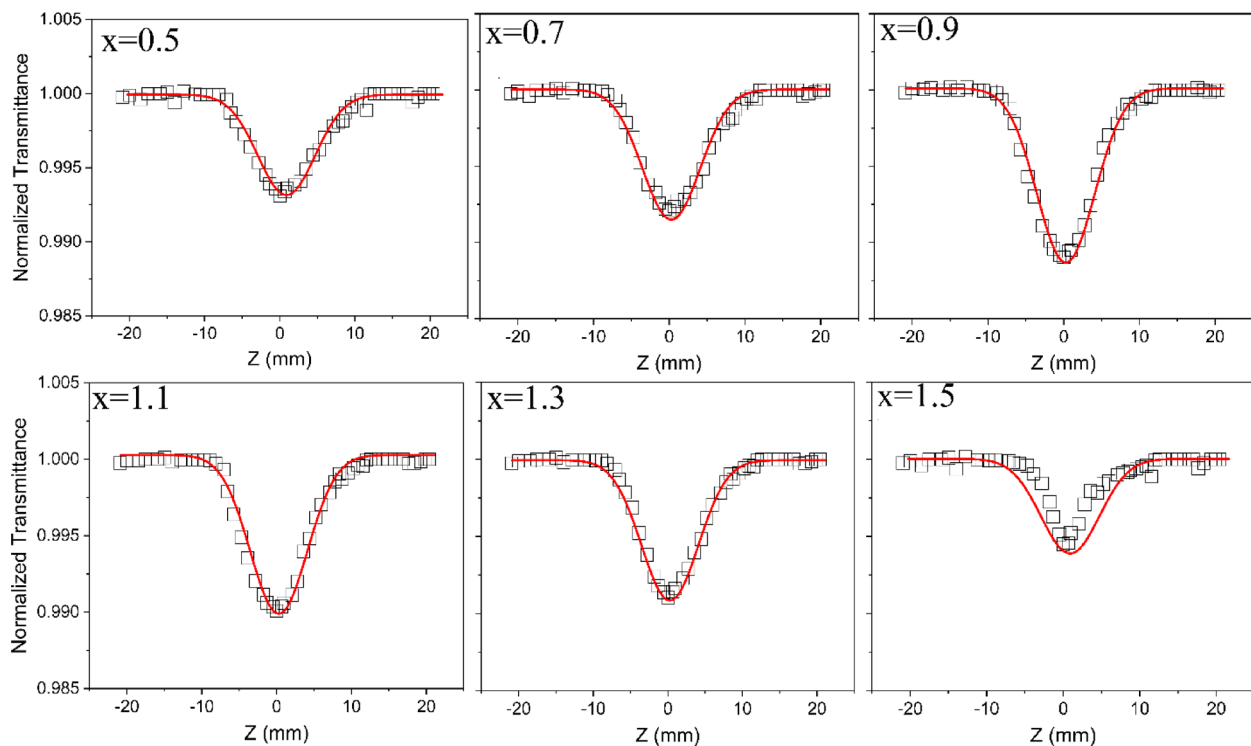 x=0.5
x=0.7
x=0.9
1.005
1.000
0.995
0.990
0.985
Normalized Transmittance
-20 -10 0 10 20
-20 -10 0 10 20
-20 -10 0 10 20
Z (mm)
Z (mm)
Z (mm)
x=1.1
x=1.3
x=1.5
1.005
1.000
0.995
0.990
0.985
Normalized Transmittance
-20 -10 0 10 20
-20 -10 0 10 20
-20 -10 0 10 20
Z (mm)
Z (mm)
Z (mm)